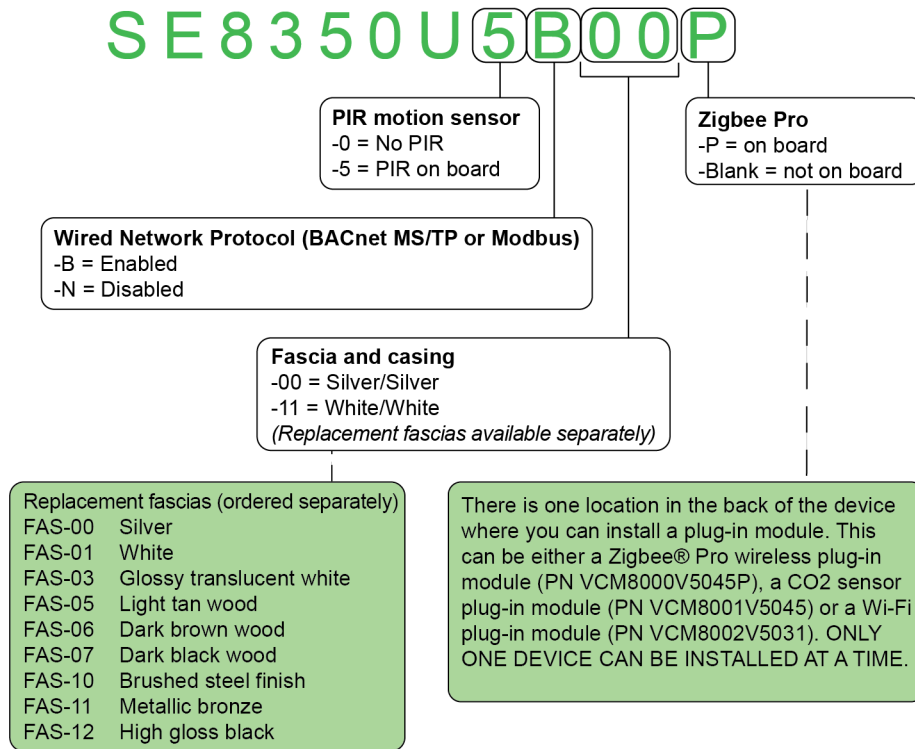 SE8350U5B00P
PIR motion sensor
-0 = No PIR
-5 = PIR on board
Zigbee Pro
-P = on board
-Blank = not on board
Wired Network Protocol (BACnet MS/TP or Modbus)
-B = Enabled
-N = Disabled
Fascia and casing
-00 = Silver/Silver
-11 = White/White
(Replacement fascias available separately)
Replacement fascias (ordered separately)
FAS-00 Silver
FAS-01 White
FAS-03 Glossy translucent white
FAS-05 Light tan wood
FAS-06 Dark brown wood
FAS-07 Dark black wood
FAS-10 Brushed steel finish
FAS-11 Metallic bronze
FAS-12 High gloss black
There is one location in the back of the device
where you can install a plug-in module. This
can be either a Zigbee® Pro wireless plug-in
module (PN VCM8000V5045P), a CO2 sensor
plug-in module (PN VCM8001V5045) or a Wi-Fi
plug-in module (PN VCM8002V5031). ONLY
ONE DEVICE CAN BE INSTALLED AT A TIME.